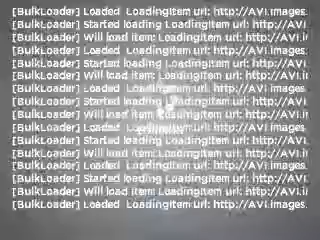 [BulkLoader] Loaded LoadingItem url: http://AVI.images.
[BulkLoader] Started loading LoadingItem url: http://AVI
[BulkLoader] Will load item: LoadingItem url: http://AVI.i
[BulkLoader] Loaded LoadingItem url: http://AVI.images.
[BulkLoader] Started loading LoadingItem url: http://AVI
[BulkLoader] Will load item: LoadingItem url: http://AVI.i
[BulkLoader] Loaded LoadingItem url: http://AVI.images.
[BulkLoader] Started loading LoadingItem url: http://AVI
[BulkLoader] Will load item: LoadingItem url: http://AVI.i
[BulkLoader] Loaded LoadingItem url: http://AVI.images.
[BulkLoader] Started loading LoadingItem url: http://AVI
[BulkLoader] Will load item: LoadingItem url: http://AVI.i
[BulkLoader] Loaded LoadingItem url: http://AVI.images.
[BulkLoader] Started loading LoadingItem url: http://AVI
[BulkLoader] Will load item: LoadingItem url: http://AVI.i
[BulkLoader] Loaded LoadingItem url: http://AVI.images.